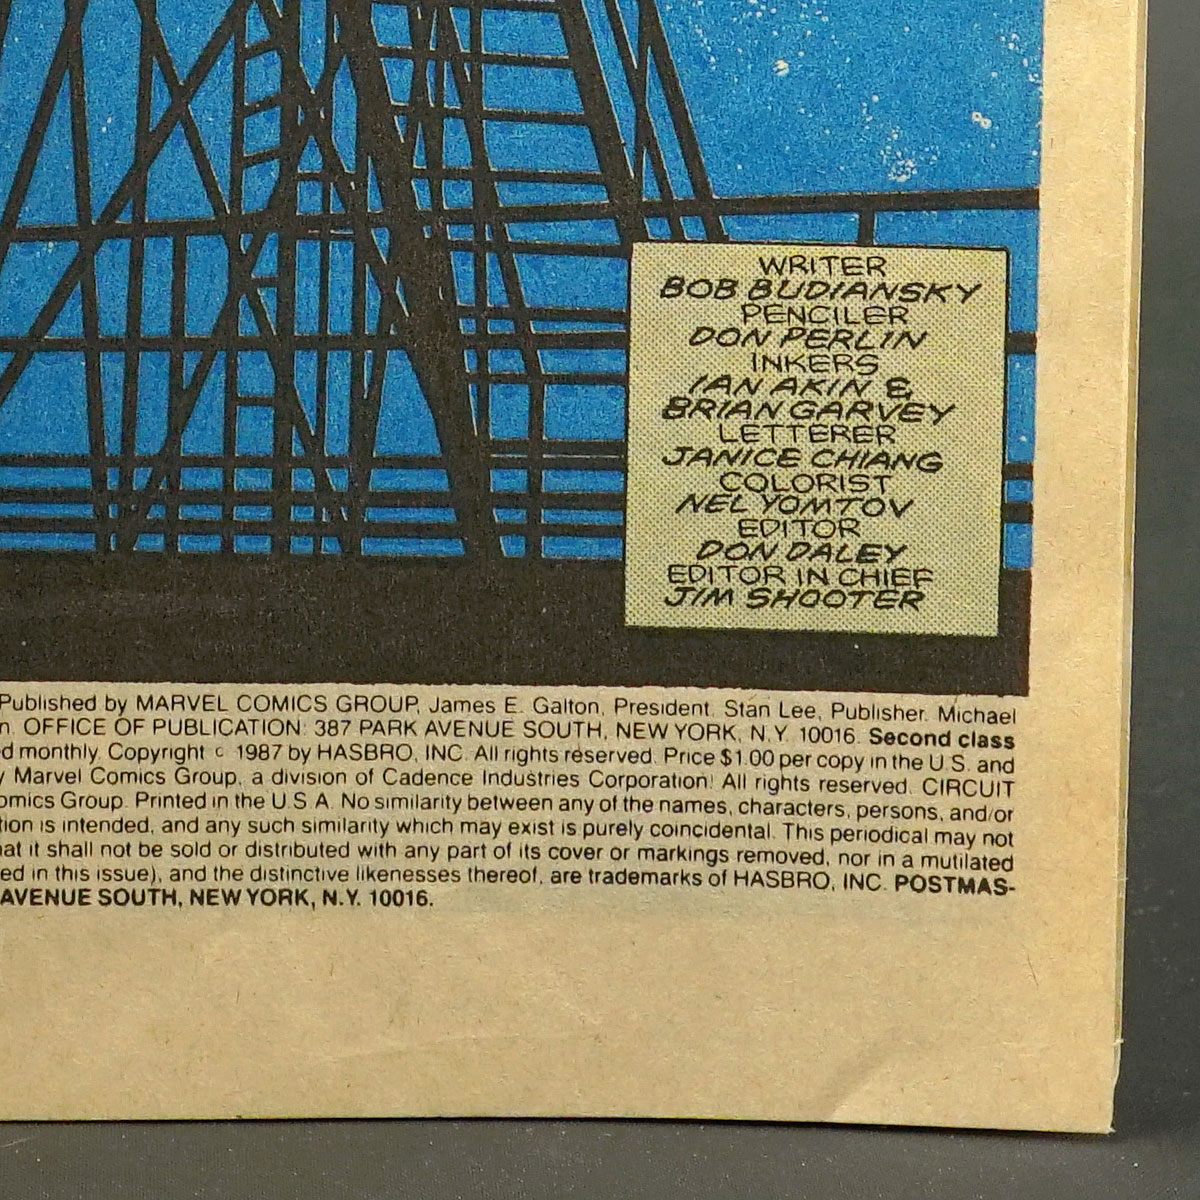 WRITER
BOB BUDIANSKY
PENCILER
DON PERLIN
INKERS
IAN AKIN &
BRIAN GARVEY
LETTERER
JANICE CHIANG
COLORIST
NEL YOMTOV
EDITOR
DON DALEY
EDITOR IN CHIEF
JIM SHOOTER
Published by MARVEL COMICS GROUP, James E. Galton, President. Stan Lee, Publisher. Michael
n. OFFICE OF PUBLICATION: 387 PARK AVENUE SOUTH, NEW YORK, N.Y. 10016. Second class
ed monthly. Copyright © 1987 by HASBRO, INC. All rights reserved. Price $1.00 per copy in the U.S. and
y Marvel Comics Group, a division of Cadence Industries Corporation. All rights reserved. CIRCUIT
omics Group. Printed in the U.S.A. No similarity between any of the names, characters, persons, and/or
tion is intended, and any such similarity which may exist is purely coincidental. This periodical may not
hat it shall not be sold or distributed with any part of its cover or markings removed, nor in a mutilated
ed in this issue), and the distinctive likenesses thereof, are trademarks of HASBRO, INC. POSTMAS-
AVENUE SOUTH, NEW YORK, N.Y. 10016.